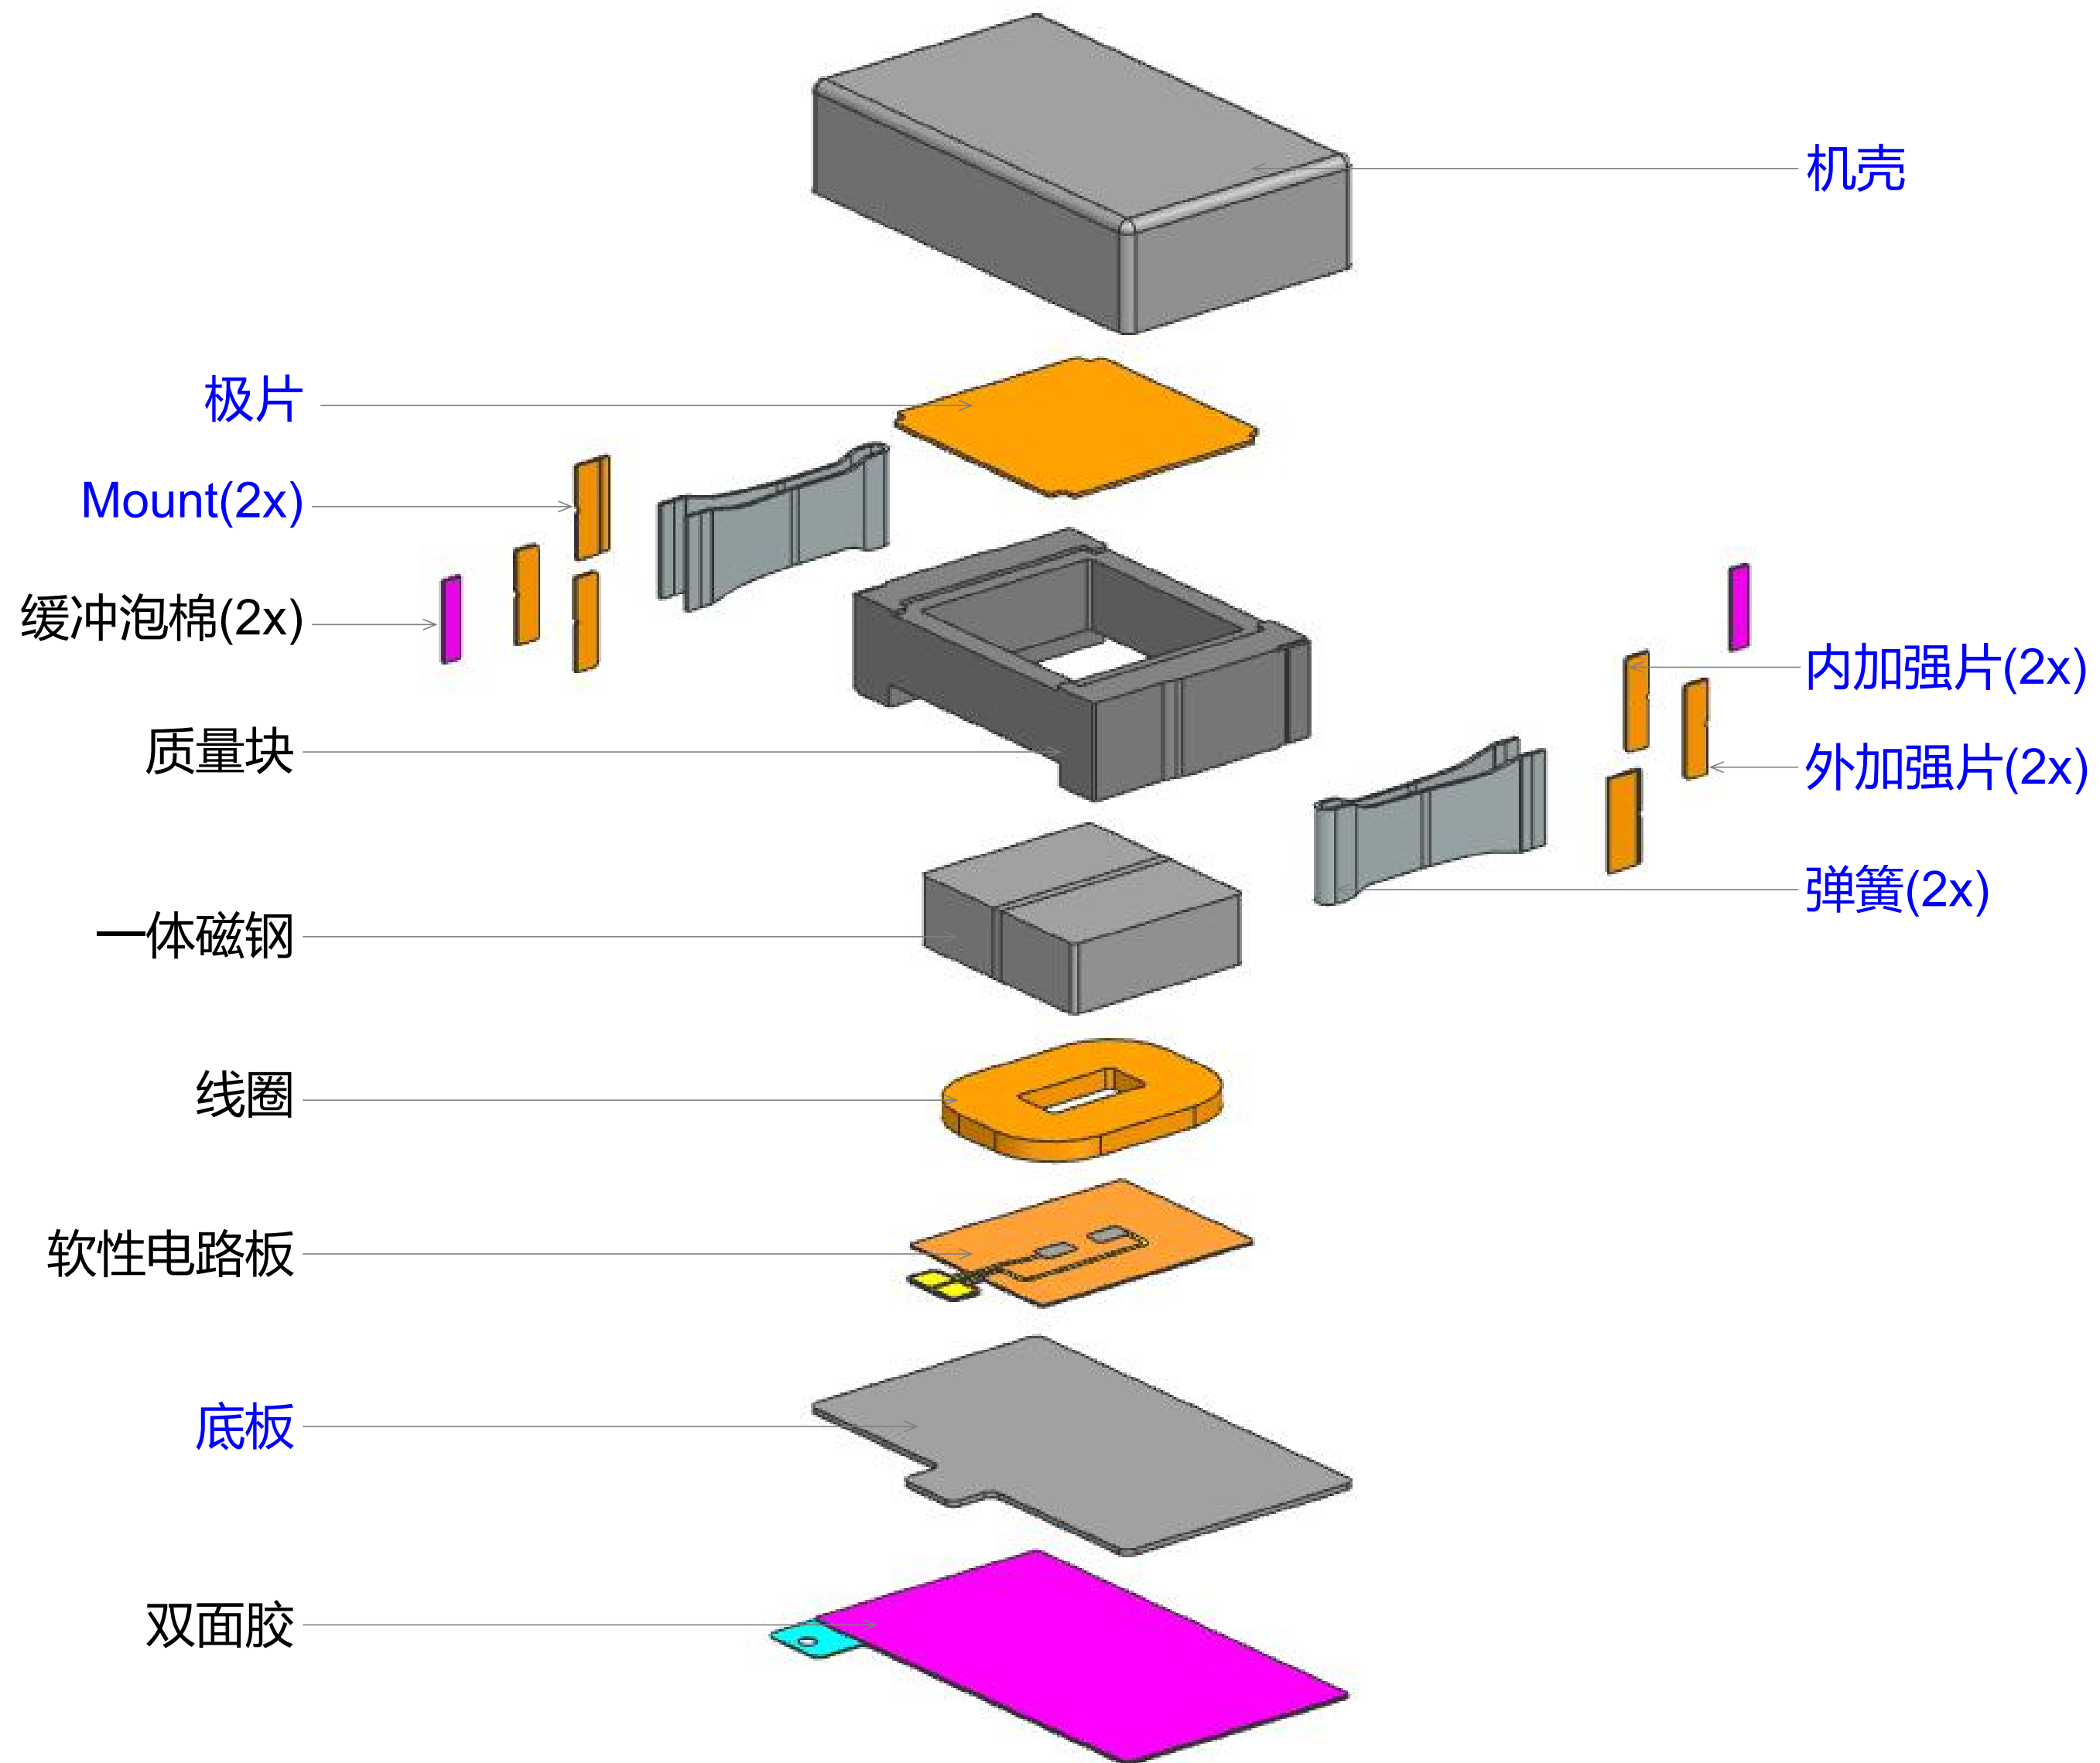 机壳
极片
Mount(2x)
缓冲泡棉(2x)
内加强片(2x)
质量块
外加强片(2x)
弹簧(2x)
一体磁钢
线圈
软性电路板
底板
双面胶